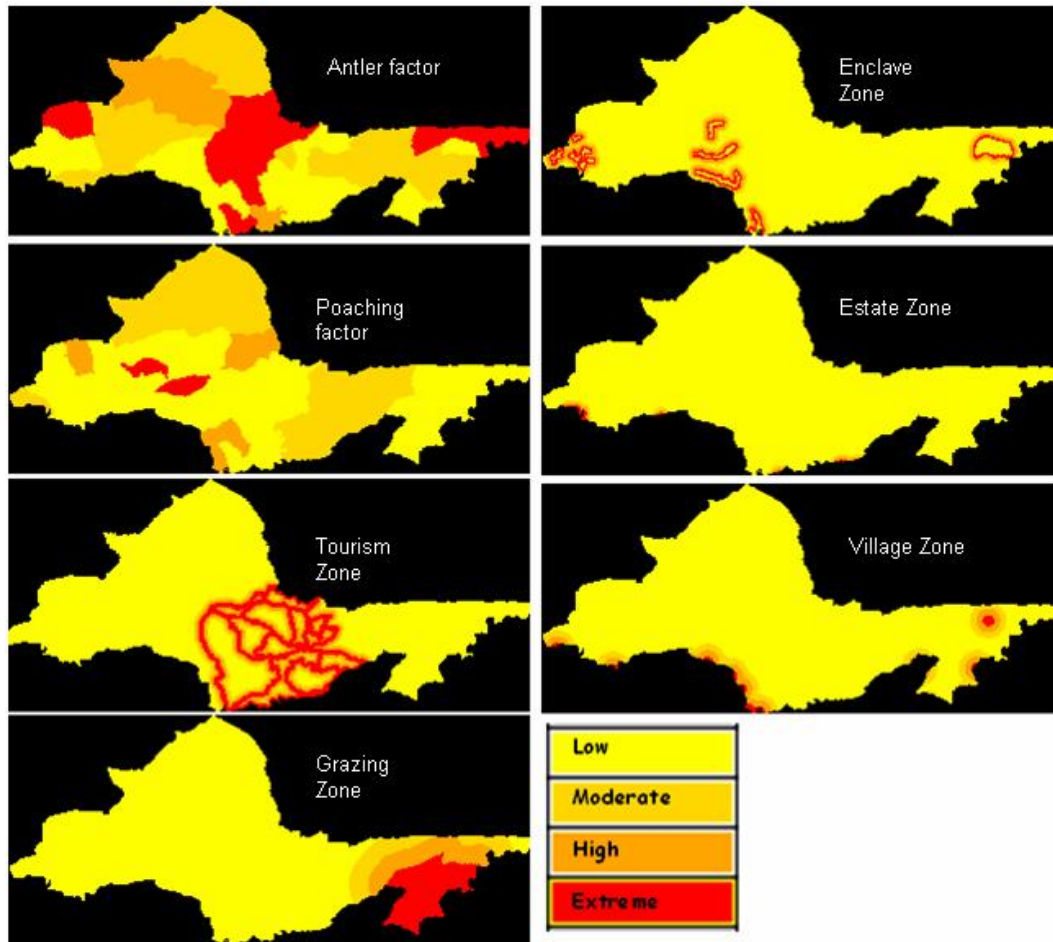 Antler factor
Enclave
Zone
Poaching
factor
Estate Zone
Tourism
Zone
Village Zone
Grazing
Zone
Low
Moderate
High
Extreme